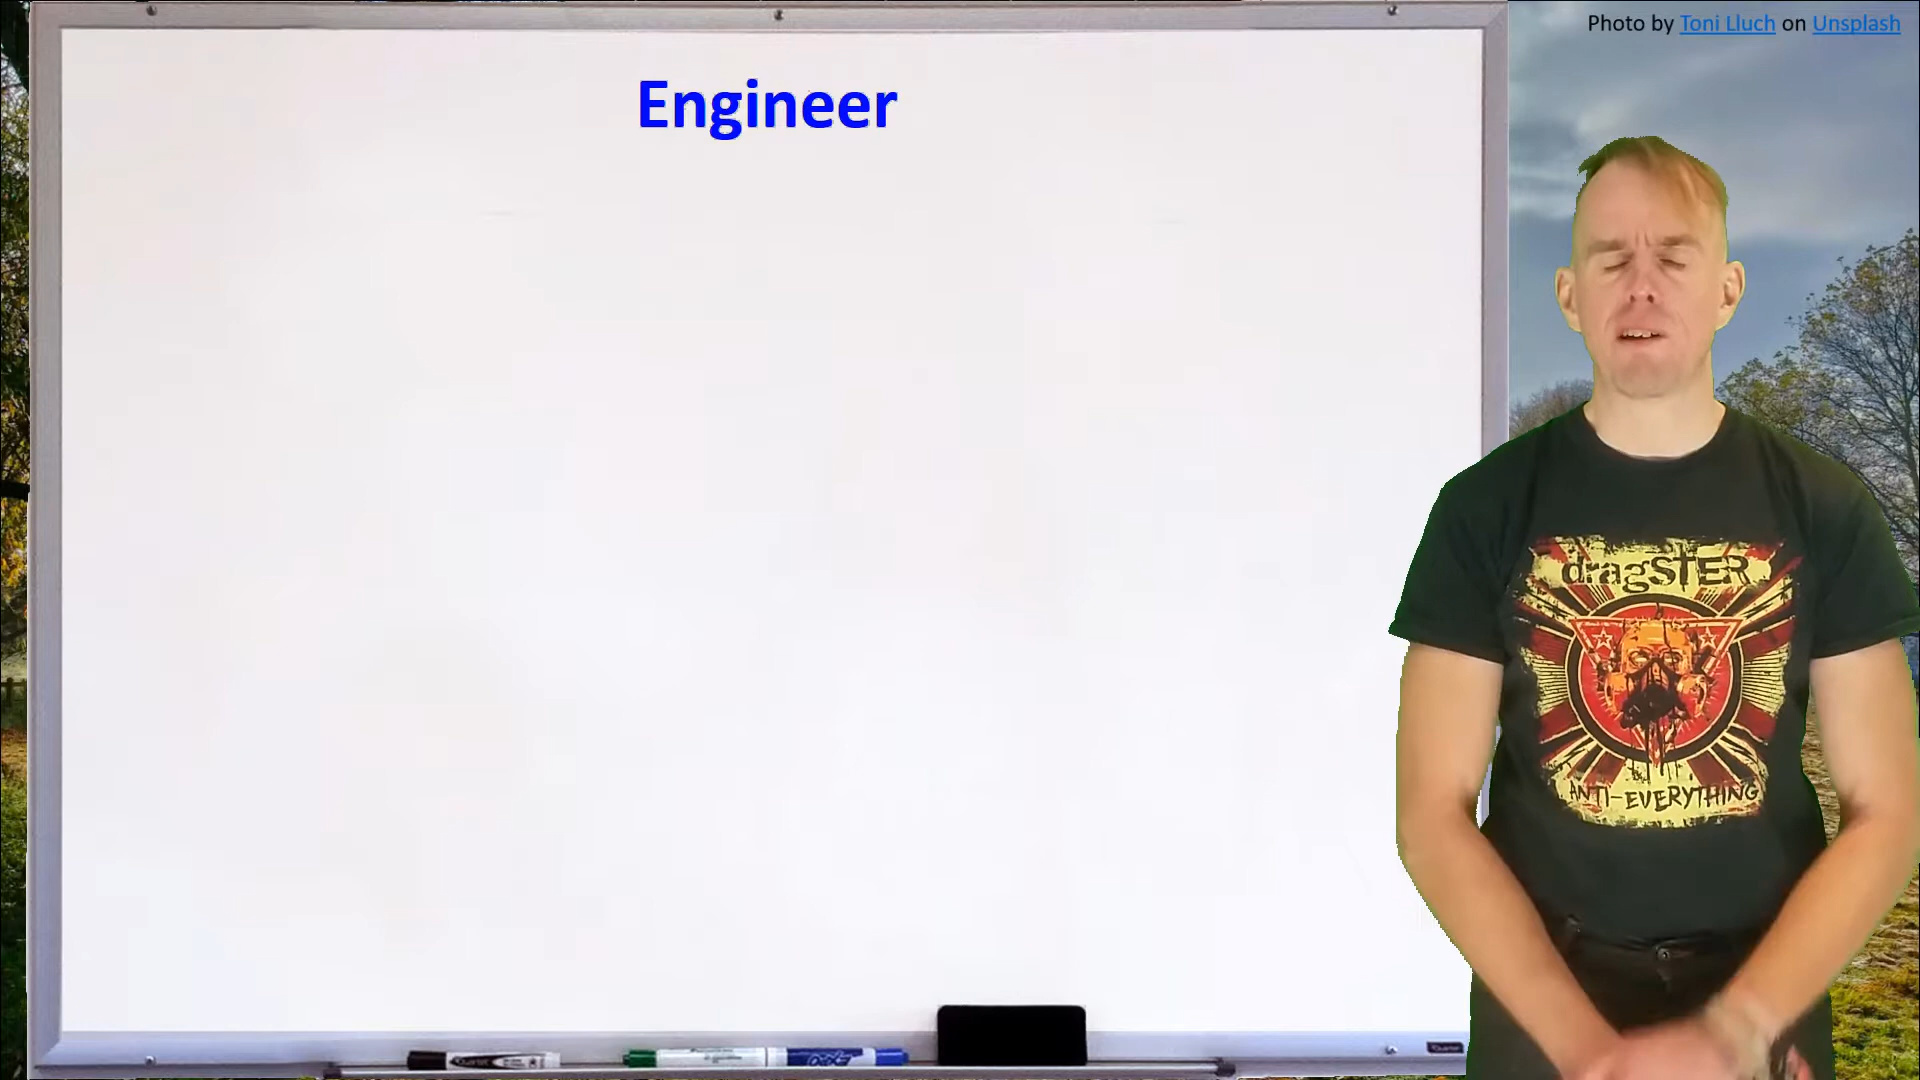 Photo by Toni Lluch on Unsplash
Engineer
dragSTER
ANTI-EVERYTHING